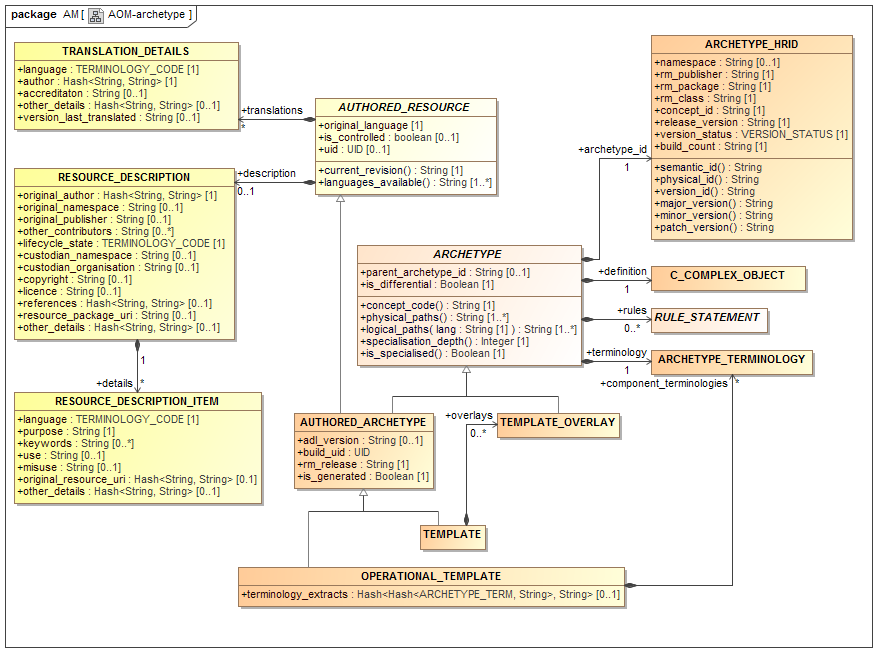 package AM [ AOM-archetype ]
TRANSLATION_DETAILS
+language : TERMINOLOGY_CODE [1]
+author : Hash<String, String> [1]
+accreditaton : String [0..1]
+other_details : Hash<String, String> [0..1]
+version_last_translated : String [0..1]
+translations
*
AUTHORED_RESOURCE
+original_language [1]
+is_controlled : boolean [0..1]
+uid : UID [0..1]
+current_revision() : String [1]
+languages_available() : String [1..*]
+description
0..1
RESOURCE_DESCRIPTION
+original_author : Hash<String, String> [1]
+original_namespace : String [0..1]
+original_publisher : String [0..1]
+other_contributors : String [0..*]
+lifecycle_state : TERMINOLOGY_CODE [1]
+custodian_namespace : String [0..1]
+custodian_organisation : String [0..1]
+copyright : String [0..1]
+licence : String [0..1]
+references : Hash<String, String> [0..1]
+resource_package_uri : String [0..1]
+other_details : Hash<String, String> [0..1]
1
+details
*
RESOURCE_DESCRIPTION_ITEM
+language : TERMINOLOGY_CODE [1]
+purpose : String [1]
+keywords : String [0..*]
+use : String [0..1]
+misuse : String [0..1]
+original_resource_uri : Hash<String, String> [0.1]
+other_details : Hash<String, String> [0..1]
ARCHETYPE_HRID
+namespace : String [0..1]
+rm_publisher : String [1]
+rm_package : String [1]
+rm_class : String [1]
+concept_id : String [1]
+release_version : String [1]
+version_status : VERSION_STATUS [1]
+build_count : String [1]
+semantic_id() : String
+physical_id() : String
+version_id() : String
+major_version() : String
+minor_version() : String
+patch_version() : String
+archetype_id
1
ARCHETYPE
+parent_archetype_id : String [0..1]
+is_differential : Boolean [1]
+concept_code() : String [1]
+physical_paths() : String [1..*]
+logical_paths( lang : String [1] ) : String [1..*]
+specialisation_depth() : Integer [1]
+is_specialised() : Boolean [1]
+definition
1
C_COMPLEX_OBJECT
+rules
0..*
RULE_STATEMENT
+terminology
1
ARCHETYPE_TERMINOLOGY
+component_terminologies
*
AUTHORED_ARCHETYPE
+adl_version : String [0..1]
+build_uid : UID
+rm_release : String [1]
+is_generated : Boolean [1]
+overlays
0..*
TEMPLATE_OVERLAY
TEMPLATE
OPERATIONAL_TEMPLATE
+terminology_extracts : Hash<Hash<ARCHETYPE_TERM, String>, String> [0..1]